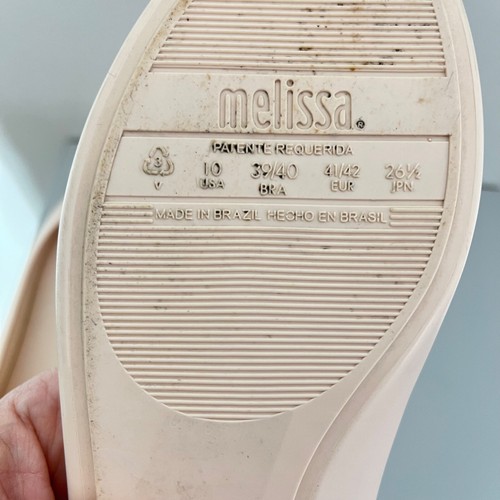 melissa®
PATENTE REQUERIDA
3 10 39/40 41/42 26½
V USA BRA EUR JPN
MADE IN BRAZIL HECHO EN BRASIL